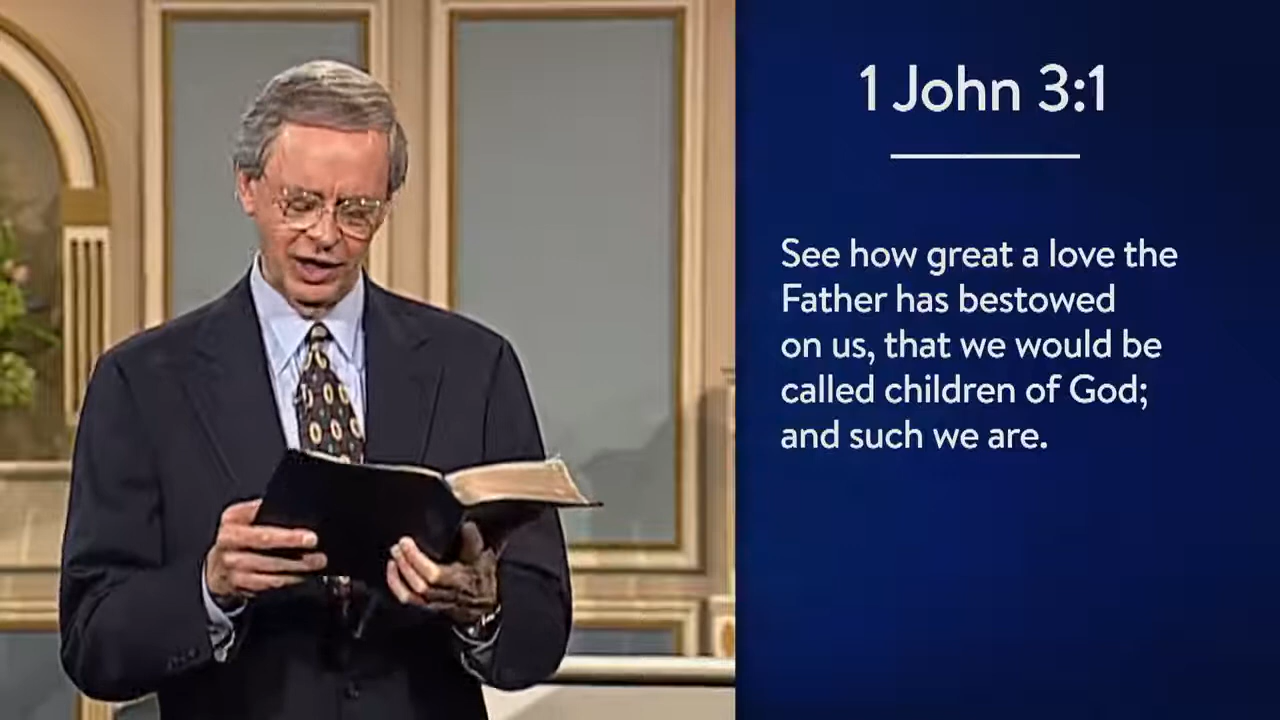 1 John 3:1
See how great a love the
Father has bestowed
on us, that we would be
called children of God;
and such we are.